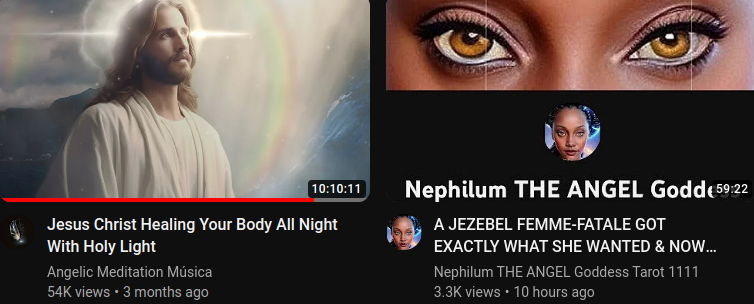 10:10:11
Jesus Christ Healing Your Body All Night
With Holy Light
Angelic Meditation Música
54K views • 3 months ago
Nephilum THE ANGEL Godde
59:22
A JEZEBEL FEMME-FATALE GOT
EXACTLY WHAT SHE WANTED & NOW...
Nephilum THE ANGEL Goddess Tarot 1111
3.3K views • 10 hours ago